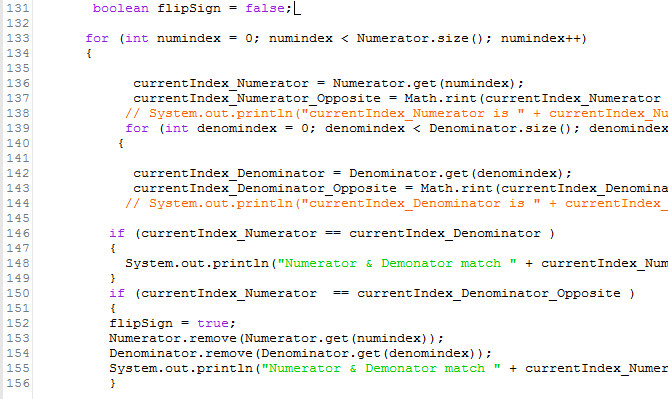 131 boolean flipSign = false;
132
133 for (int numindex = 0; numindex < Numerator.size(); numindex++)
134 {
135
136 currentIndex_Numerator = Numerator.get(numindex);
137 currentIndex_Numerator_Opposite = Math.rint(currentIndex_Numerator
138 // System.out.println("currentIndex_Numerator is " + currentIndex_Nu
139 for (int denomindex = 0; denomindex < Denominator.size(); denomindex
140 {
141
142 currentIndex_Denominator = Denominator.get(denomindex);
143 currentIndex_Denominator_Opposite = Math.rint(currentIndex_Denomina
144 // System.out.println("currentIndex_Denominator is " + currentIndex_
145
146 if (currentIndex_Numerator == currentIndex_Denominator )
147 {
148 System.out.println("Numerator & Demonator match " + currentIndex_Num
149 }
150 if (currentIndex_Numerator  == currentIndex_Denominator_Opposite )
151 {
152 flipSign = true;
153 Numerator.remove(Numerator.get(numindex));
154 Denominator.remove(Denominator.get(denomindex));
155 System.out.println("Numerator & Demonator match " + currentIndex_Numer
156 }